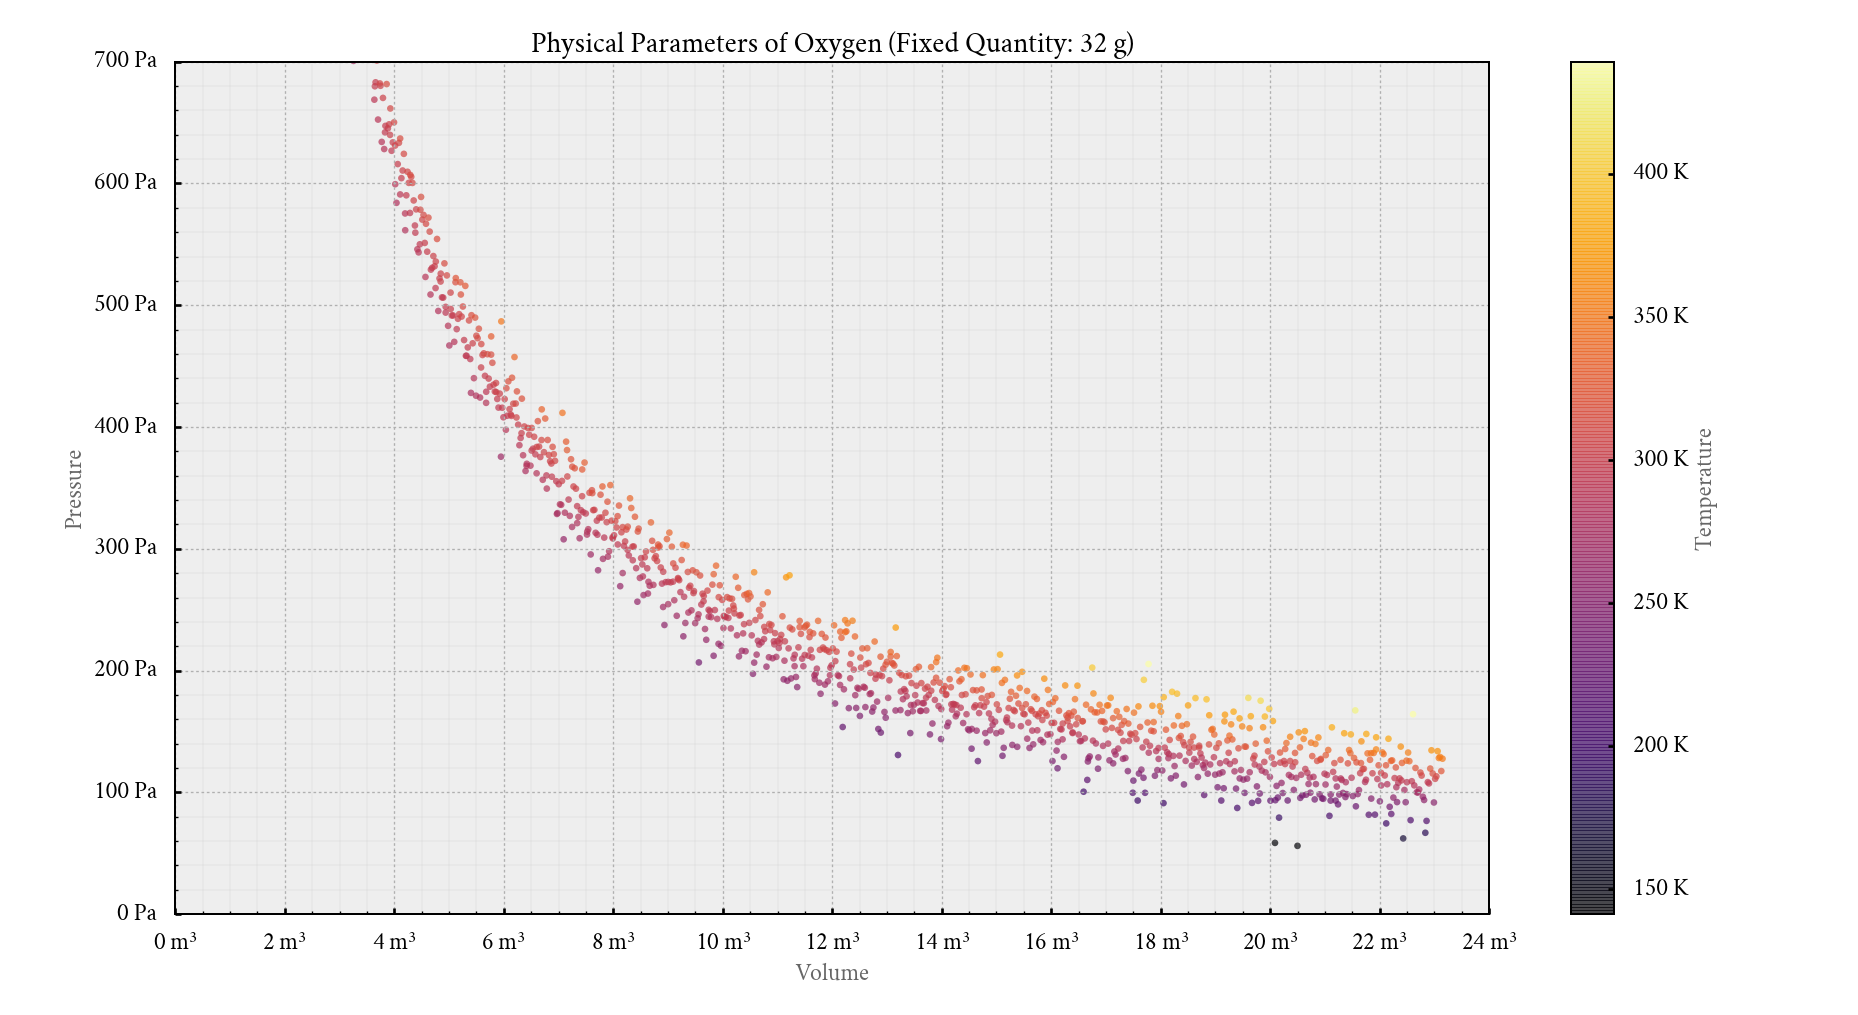 Physical Parameters of Oxygen (Fixed Quantity: 32 g)
700 Pa
600 Pa
500 Pa
400 Pa
300 Pa
200 Pa
100 Pa
0 Pa
Pressure
0 m³ 2 m³ 4 m³ 6 m³ 8 m³ 10 m³ 12 m³ 14 m³ 16 m³ 18 m³ 20 m³ 22 m³ 24 m³
Volume
400 K
350 K
300 K
250 K
200 K
150 K
Temperature